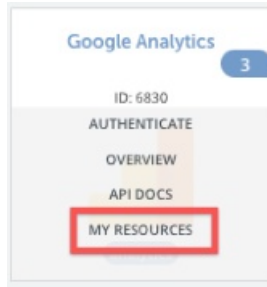 Google Analytics
3
ID: 6830
AUTHENTICATE
OVERVIEW
API DOCS
MY RESOURCES